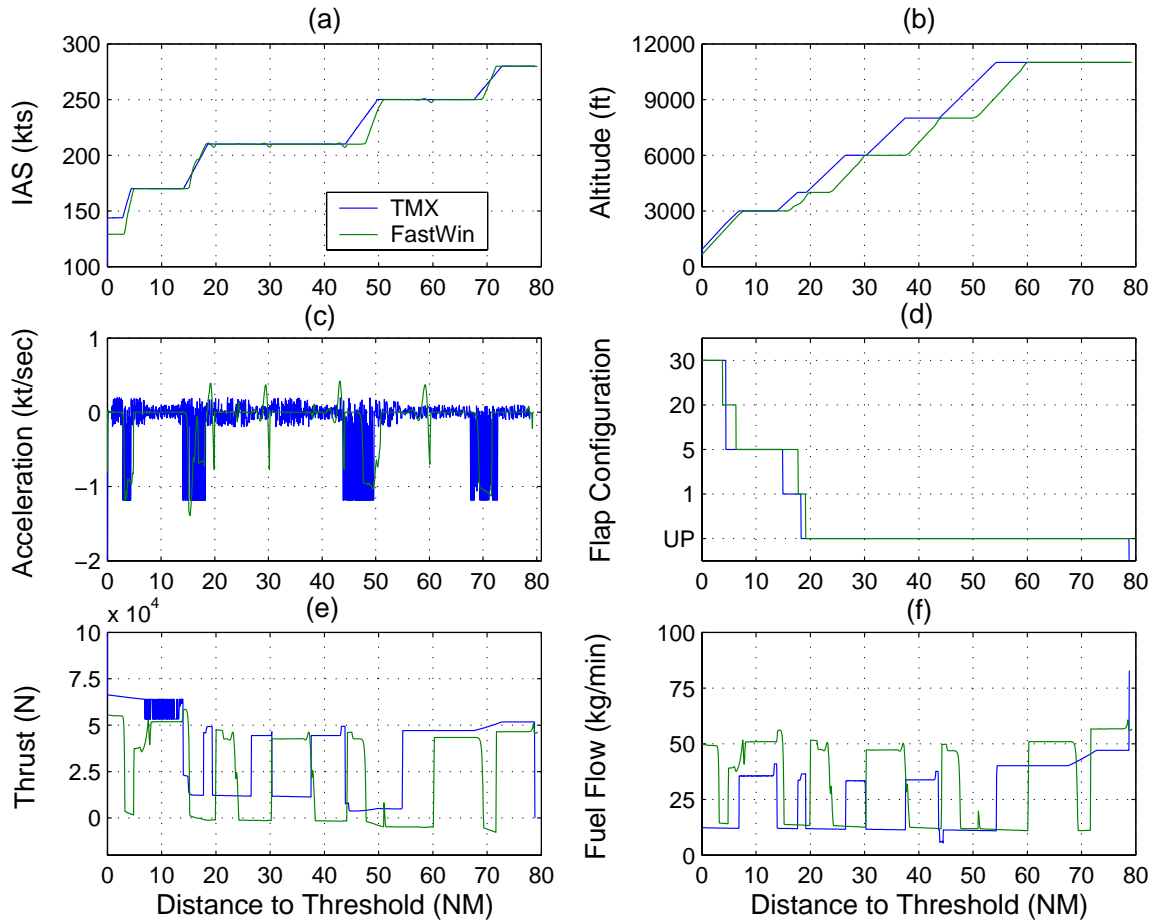 (a)
300
250
200
150
100
IAS (kts)
TMX
FastWin
0 10 20 30 40 50 60 70 80
(b)
12000
9000
6000
3000
0
Altitude (ft)
0 10 20 30 40 50 60 70 80
(c)
1
0
−1
−2
Acceleration (kt/sec)
0 10 20 30 40 50 60 70 80
(d)
30
20
5
1
UP
Flap Configuration
0 10 20 30 40 50 60 70 80
(e)
x 10^4
10
7.5
5
2.5
0
Thrust (N)
0 10 20 30 40 50 60 70 80
Distance to Threshold (NM)
(f)
100
75
50
25
0
Fuel Flow (kg/min)
0 10 20 30 40 50 60 70 80
Distance to Threshold (NM)